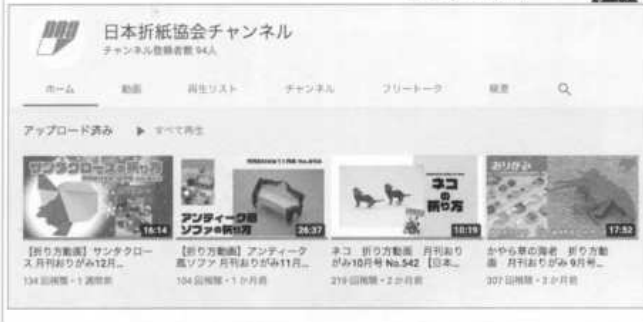 日本折紙協会チャンネル
チャンネル登録者数 94人
ホーム 動画 再生リスト チャンネル フリートーク 概要
アップロード済み ▶ すべて再生
サンタクロースの折り方
16:14
アンティーク風
ソファの折り方
26:37
ネコ
の
折り方
10:19
おりがみ
17:52
【折り方動画】サンタクロー
ス 月刊おりがみ12月...
134 回視聴・1 週間前
【折り方動画】アンティーク
風ソファ 月刊おりがみ11月...
104 回視聴・1 か月前
ネコ 折り方動画 月刊おり
がみ10月号 No.542 【日本...
219 回視聴・2 か月前
かやら草の海老 折り方動
画 月刊おりがみ 9月号...
307 回視聴・3 か月前